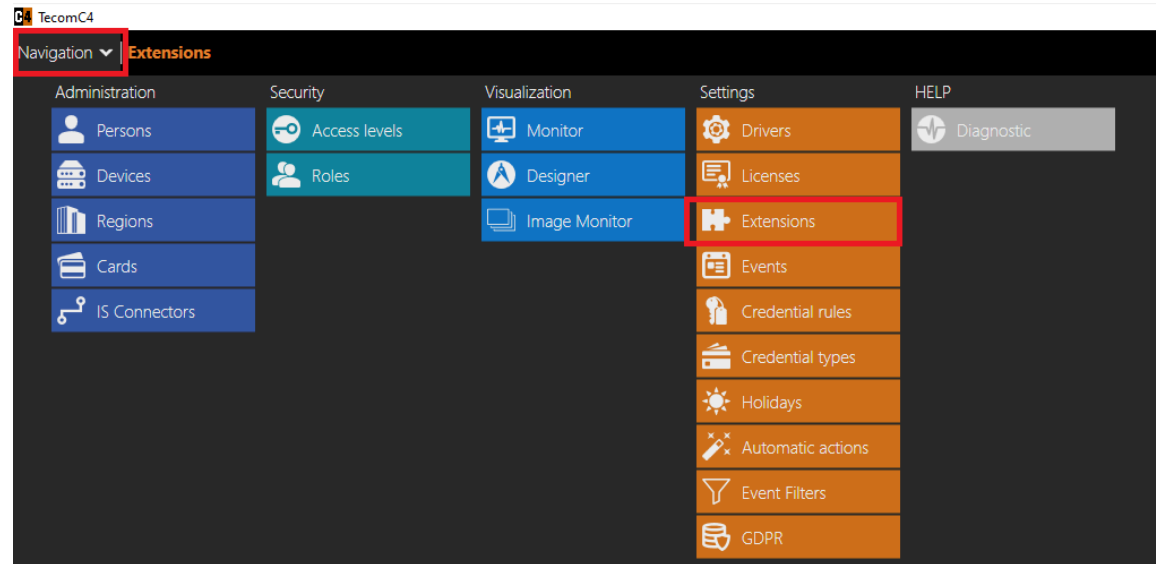 C4 TecomC4
Navigation Extensions
Administration
Persons
Devices
Regions
Cards
IS Connectors
Security
Access levels
Roles
Visualization
Monitor
Designer
Image Monitor
Settings
Drivers
Licenses
Extensions
Events
Credential rules
Credential types
Holidays
Automatic actions
Event Filters
GDPR
HELP
Diagnostic